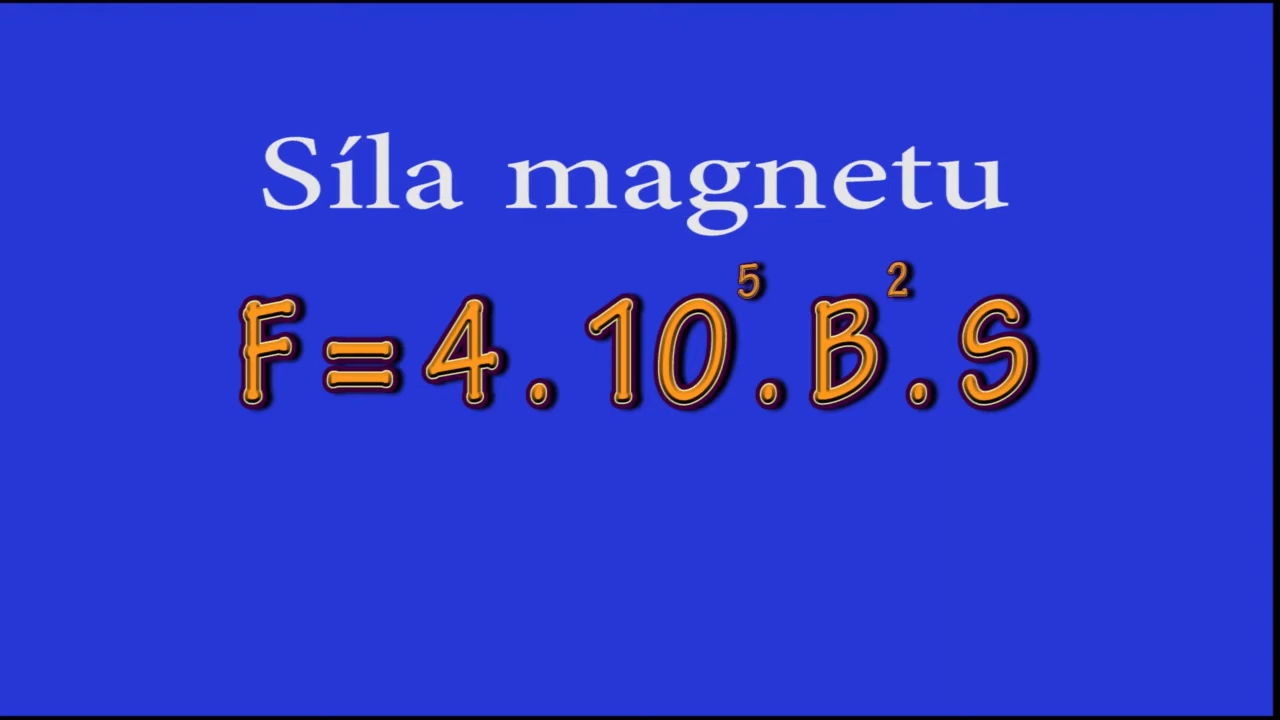 Síla magnetu
F = 4 . 10⁵ . B² . S